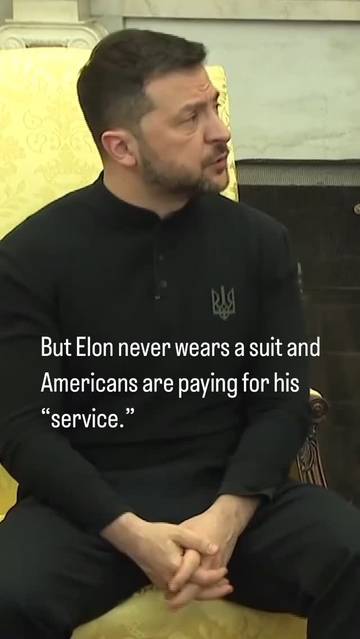 But Elon never wears a suit and
Americans are paying for his
“service.”